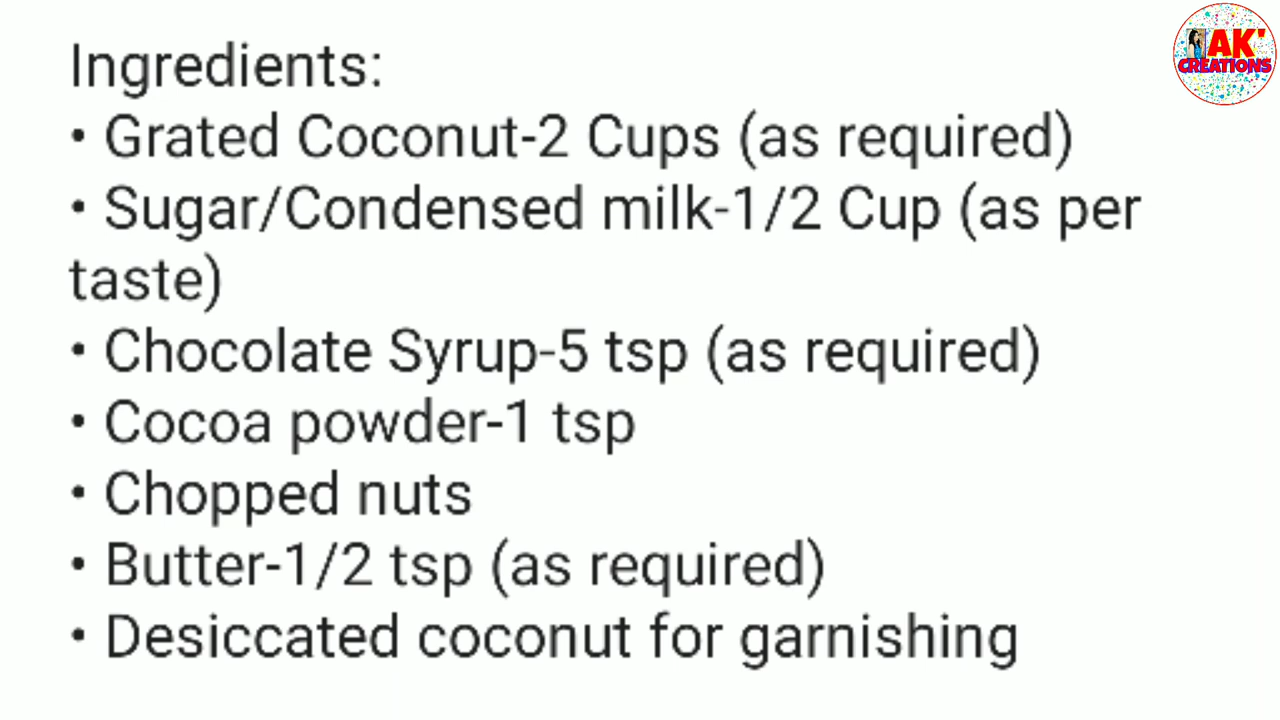 Ingredients:
• Grated Coconut-2 Cups (as required)
• Sugar/Condensed milk-1/2 Cup (as per
taste)
• Chocolate Syrup-5 tsp (as required)
• Cocoa powder-1 tsp
• Chopped nuts
• Butter-1/2 tsp (as required)
• Desiccated coconut for garnishing
AK'
CREATIONS